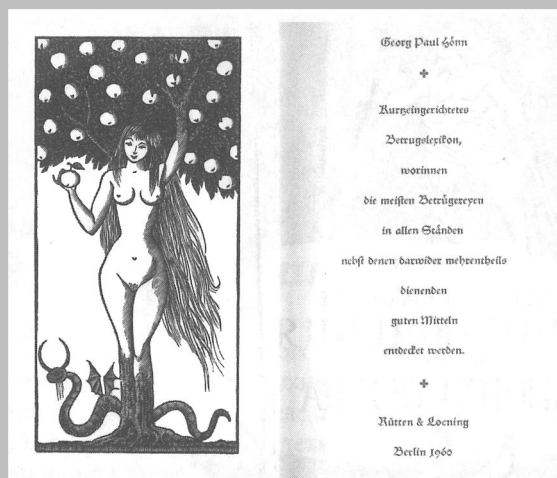 Georg Paul Hönn
Kurtzeingerichtetes
Betrugslexikon,
worinnen
die meisten Betrügereyen
in allen Ständen
nebst denen darwider mehrentheils
dienenden
guten Mitteln
entdecket werden.
Rütten & Loening
Berlin 1960